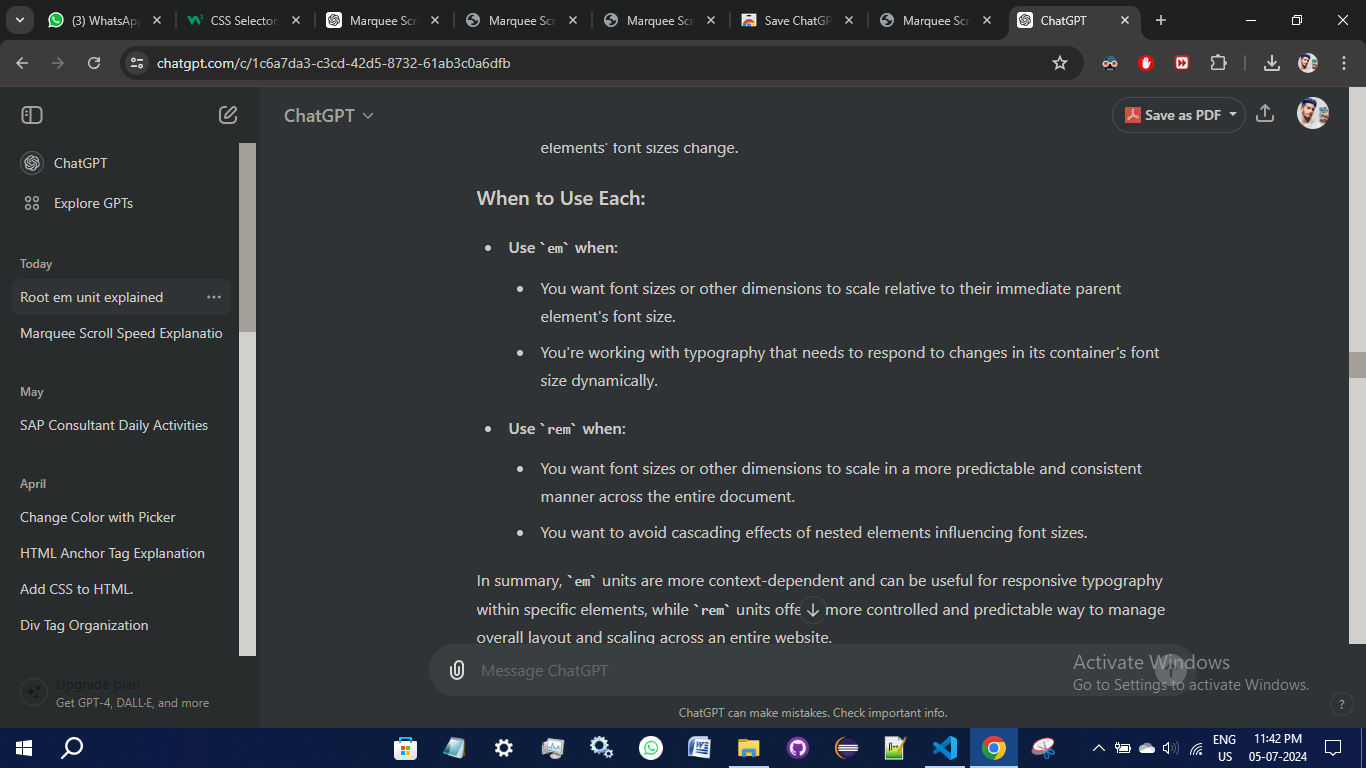 (3) WhatsApp
CSS Selector
Marquee Scr
Marquee Scr
Marquee Scr
Save ChatGP
Marquee Scr
ChatGPT
chatgpt.com/c/1c6a7da3-c3cd-42d5-8732-61ab3c0a6dfb
ChatGPT
Save as PDF
ChatGPT
Explore GPTs
Today
Root em unit explained
Marquee Scroll Speed Explanatio
May
SAP Consultant Daily Activities
April
Change Color with Picker
HTML Anchor Tag Explanation
Add CSS to HTML.
Div Tag Organization
Upgrade plan
Get GPT-4, DALL·E, and more
elements' font sizes change.
When to Use Each:
• Use `em` when:
• You want font sizes or other dimensions to scale relative to their immediate parent
element's font size.
• You're working with typography that needs to respond to changes in its container's font
size dynamically.
• Use `rem` when:
• You want font sizes or other dimensions to scale in a more predictable and consistent
manner across the entire document.
• You want to avoid cascading effects of nested elements influencing font sizes.
In summary, `em` units are more context-dependent and can be useful for responsive typography
within specific elements, while `rem` units offe more controlled and predictable way to manage
overall layout and scaling across an entire website.
Message ChatGPT
Activate Windows
Go to Settings to activate Windows.
ChatGPT can make mistakes. Check important info.
?
ENG
US
11:42 PM
05-07-2024